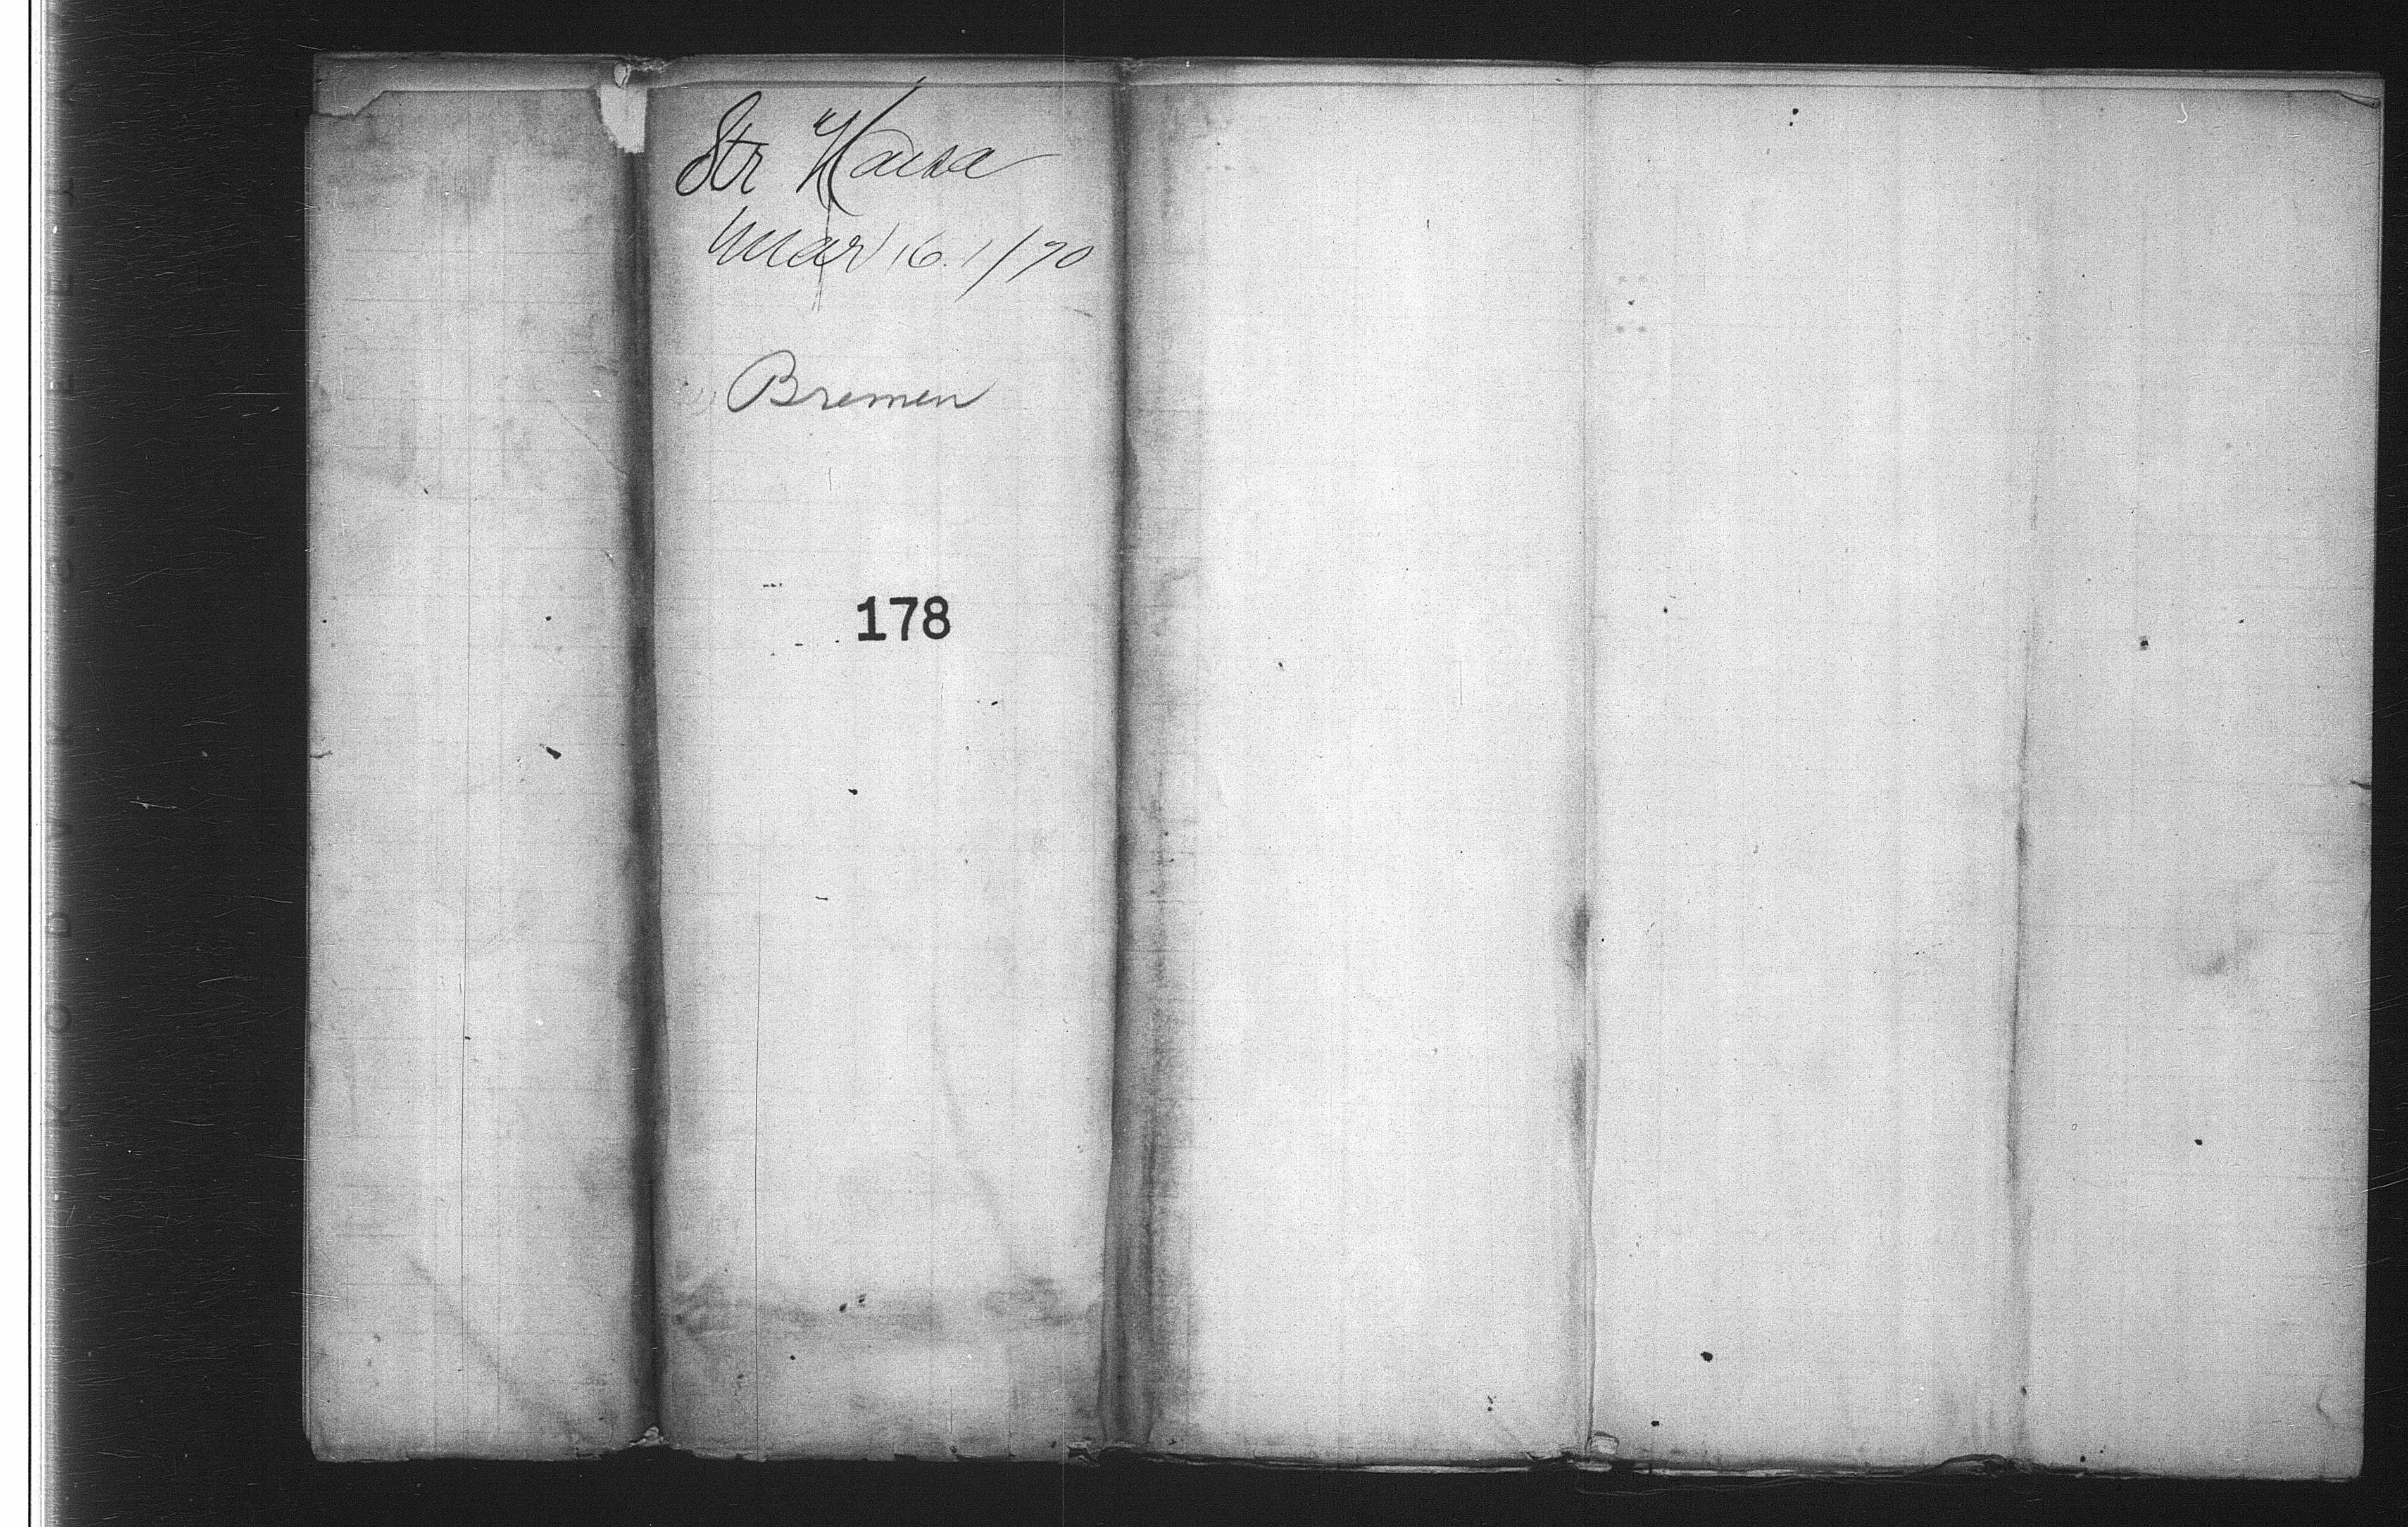 Str Hansa
Mar 16. 1/70
Bremen
178